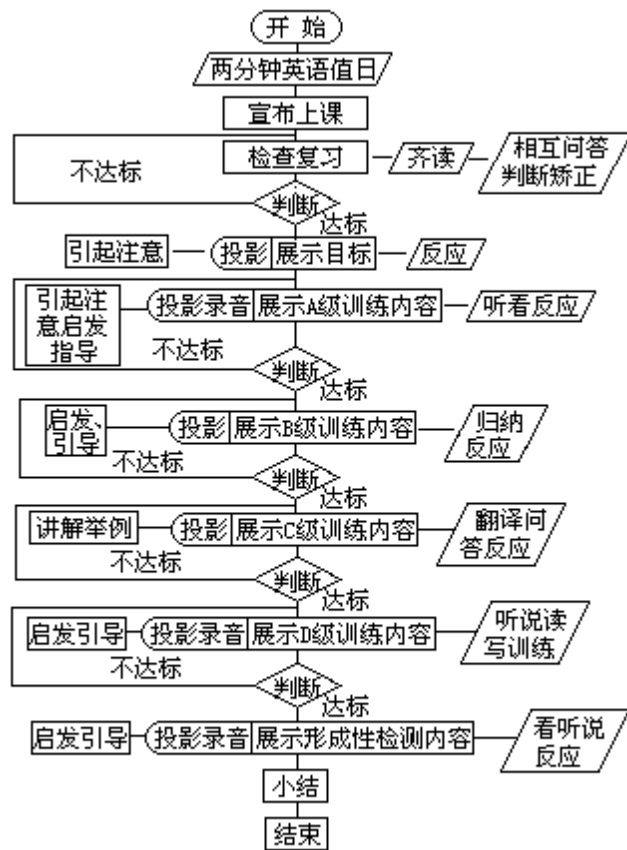 开 始
两分钟英语值日
宣布上课
不达标
检查复习
齐读
相互问答
判断矫正
判断
达标
引起注意
投影
展示目标
反应
引起注
意启发
指导
投影录音
展示A级训练内容
听看反应
不达标
判断
达标
启发、
引导
投影
展示B级训练内容
归纳
反应
不达标
判断
达标
讲解举例
投影
展示C级训练内容
翻译问
答反应
不达标
判断
达标
启发引导
投影录音
展示D级训练内容
听说读
写训练
不达标
判断
达标
启发引导
投影录音
展示形成性检测内容
看听说
反应
小结
结束